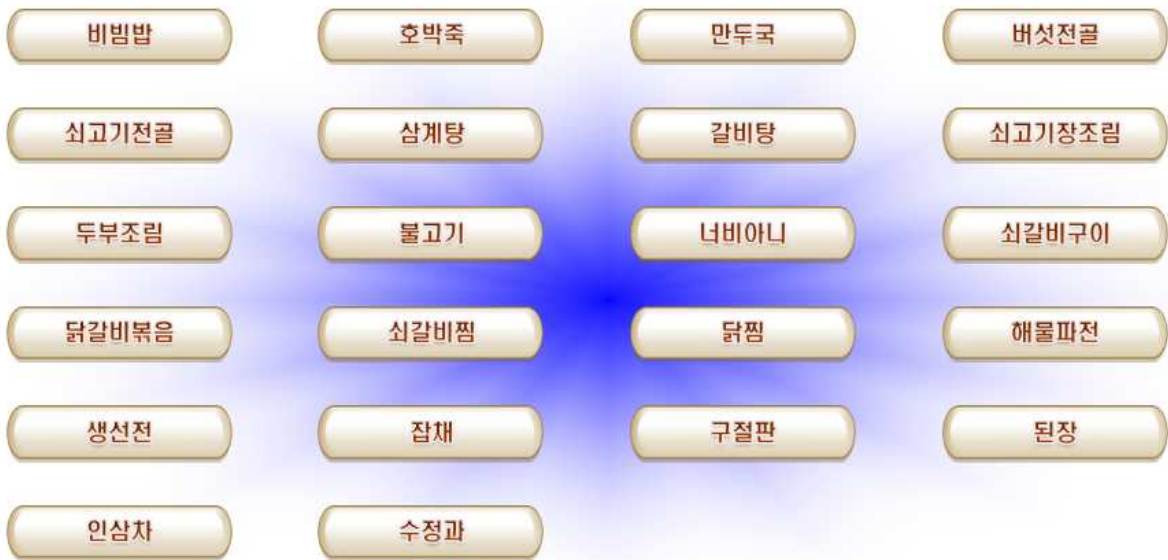 비빔밥 호박죽 만두국 버섯전골
쇠고기전골 삼계탕 갈비탕 쇠고기장조림
두부조림 불고기 너비아니 쇠갈비구이
닭갈비볶음 쇠갈비찜 닭찜 해물파전
생선전 잡채 구절판 된장
인삼차 수정과